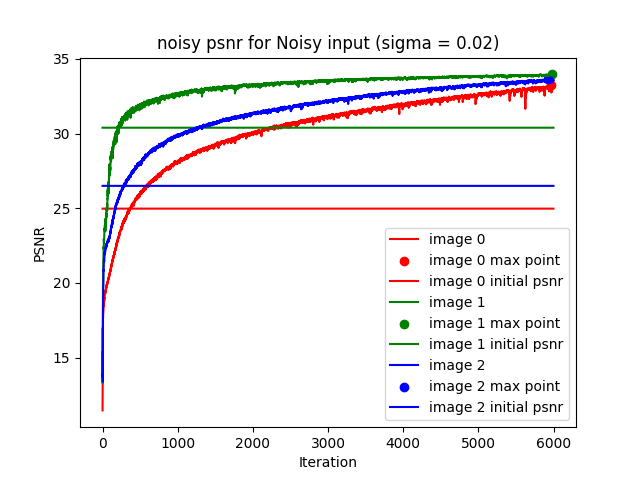 noisy psnr for Noisy input (sigma = 0.02)
35
30
25
20
15
PSNR
image 0
image 0 max point
image 0 initial psnr
image 1
image 1 max point
image 1 initial psnr
image 2
image 2 max point
image 2 initial psnr
0 1000 2000 3000 4000 5000 6000
Iteration